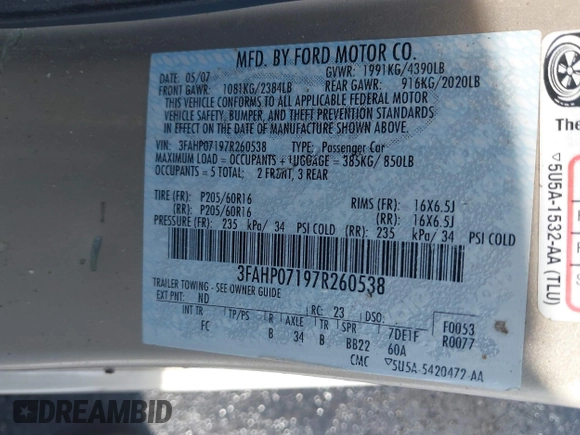 MFD. BY FORD MOTOR CO.
05/07 GVWR: 1991KG/4390LB
FRONT GAWR: 1081KG/2384LB REAR GAWR: 916KG/2020LB
THIS VEHICLE CONFORMS TO ALL APPLICABLE FEDERAL MOTOR
VEHICLE SAFETY, BUMPER, AND THEFT PREVENTION STANDARDS
IN EFFECT ON THE DATE OF MANUFACTURE SHOWN ABOVE.
VIN: 3FAHP07197R260538 TYPE: Passenger Car
MAXIMUM LOAD = OCCUPANTS + LUGGAGE = 385KG/ 850LB
OCCUPANTS = 5 TOTAL: 2 FRONT, 3 REAR
TIRE (FR): P205/60R16 RIMS (FR): 16X6.5J
(RR): P205/60R16 (RR): 16X6.5J
PRESSURE (FR): 235 kPa/ 34 PSI COLD (RR): 235 kPa/ 34 PSI COLD
3FAHP07197R260538
TRAILER TOWING - SEE OWNER GUIDE
EXT PNT: ND RC: 23 DSO: F0053
INT TR TP/PS R AXLE TR SPR 7DE1F R0077
FC B 34 B BB22 60A
CMC 5U5A-5420472-AA
The
5U5A-1532-AA (TLU)
AUTODREAMBID